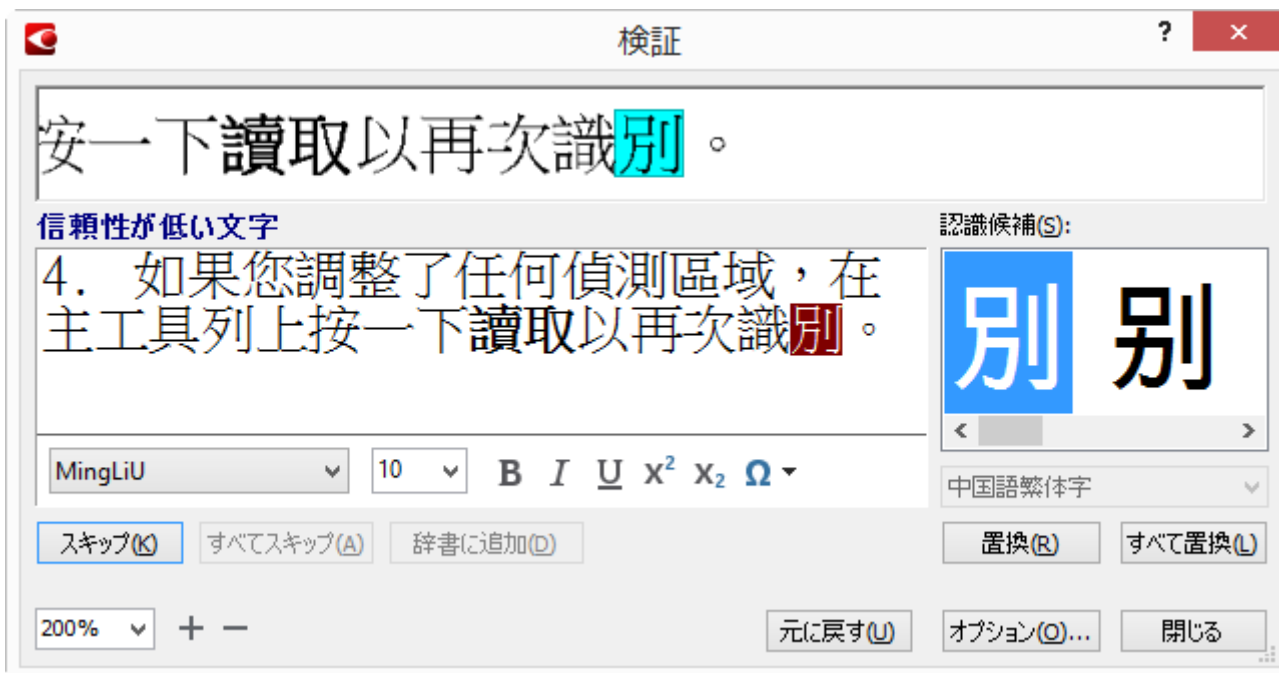 検証
?
×
按一下讀取以再次識別。
信頼性が低い文字
認識候補(S):
4. 如果您調整了任何偵測區域，在
主工具列上按一下讀取以再次識別。
別 别
MingLiU 10 B I U X² X₂ Ω
中国語繁体字
スキップ(K) すべてスキップ(A) 辞書に追加(D) 置換(R) すべて置換(L)
200% + − 元に戻す(U) オプション(O)... 閉じる